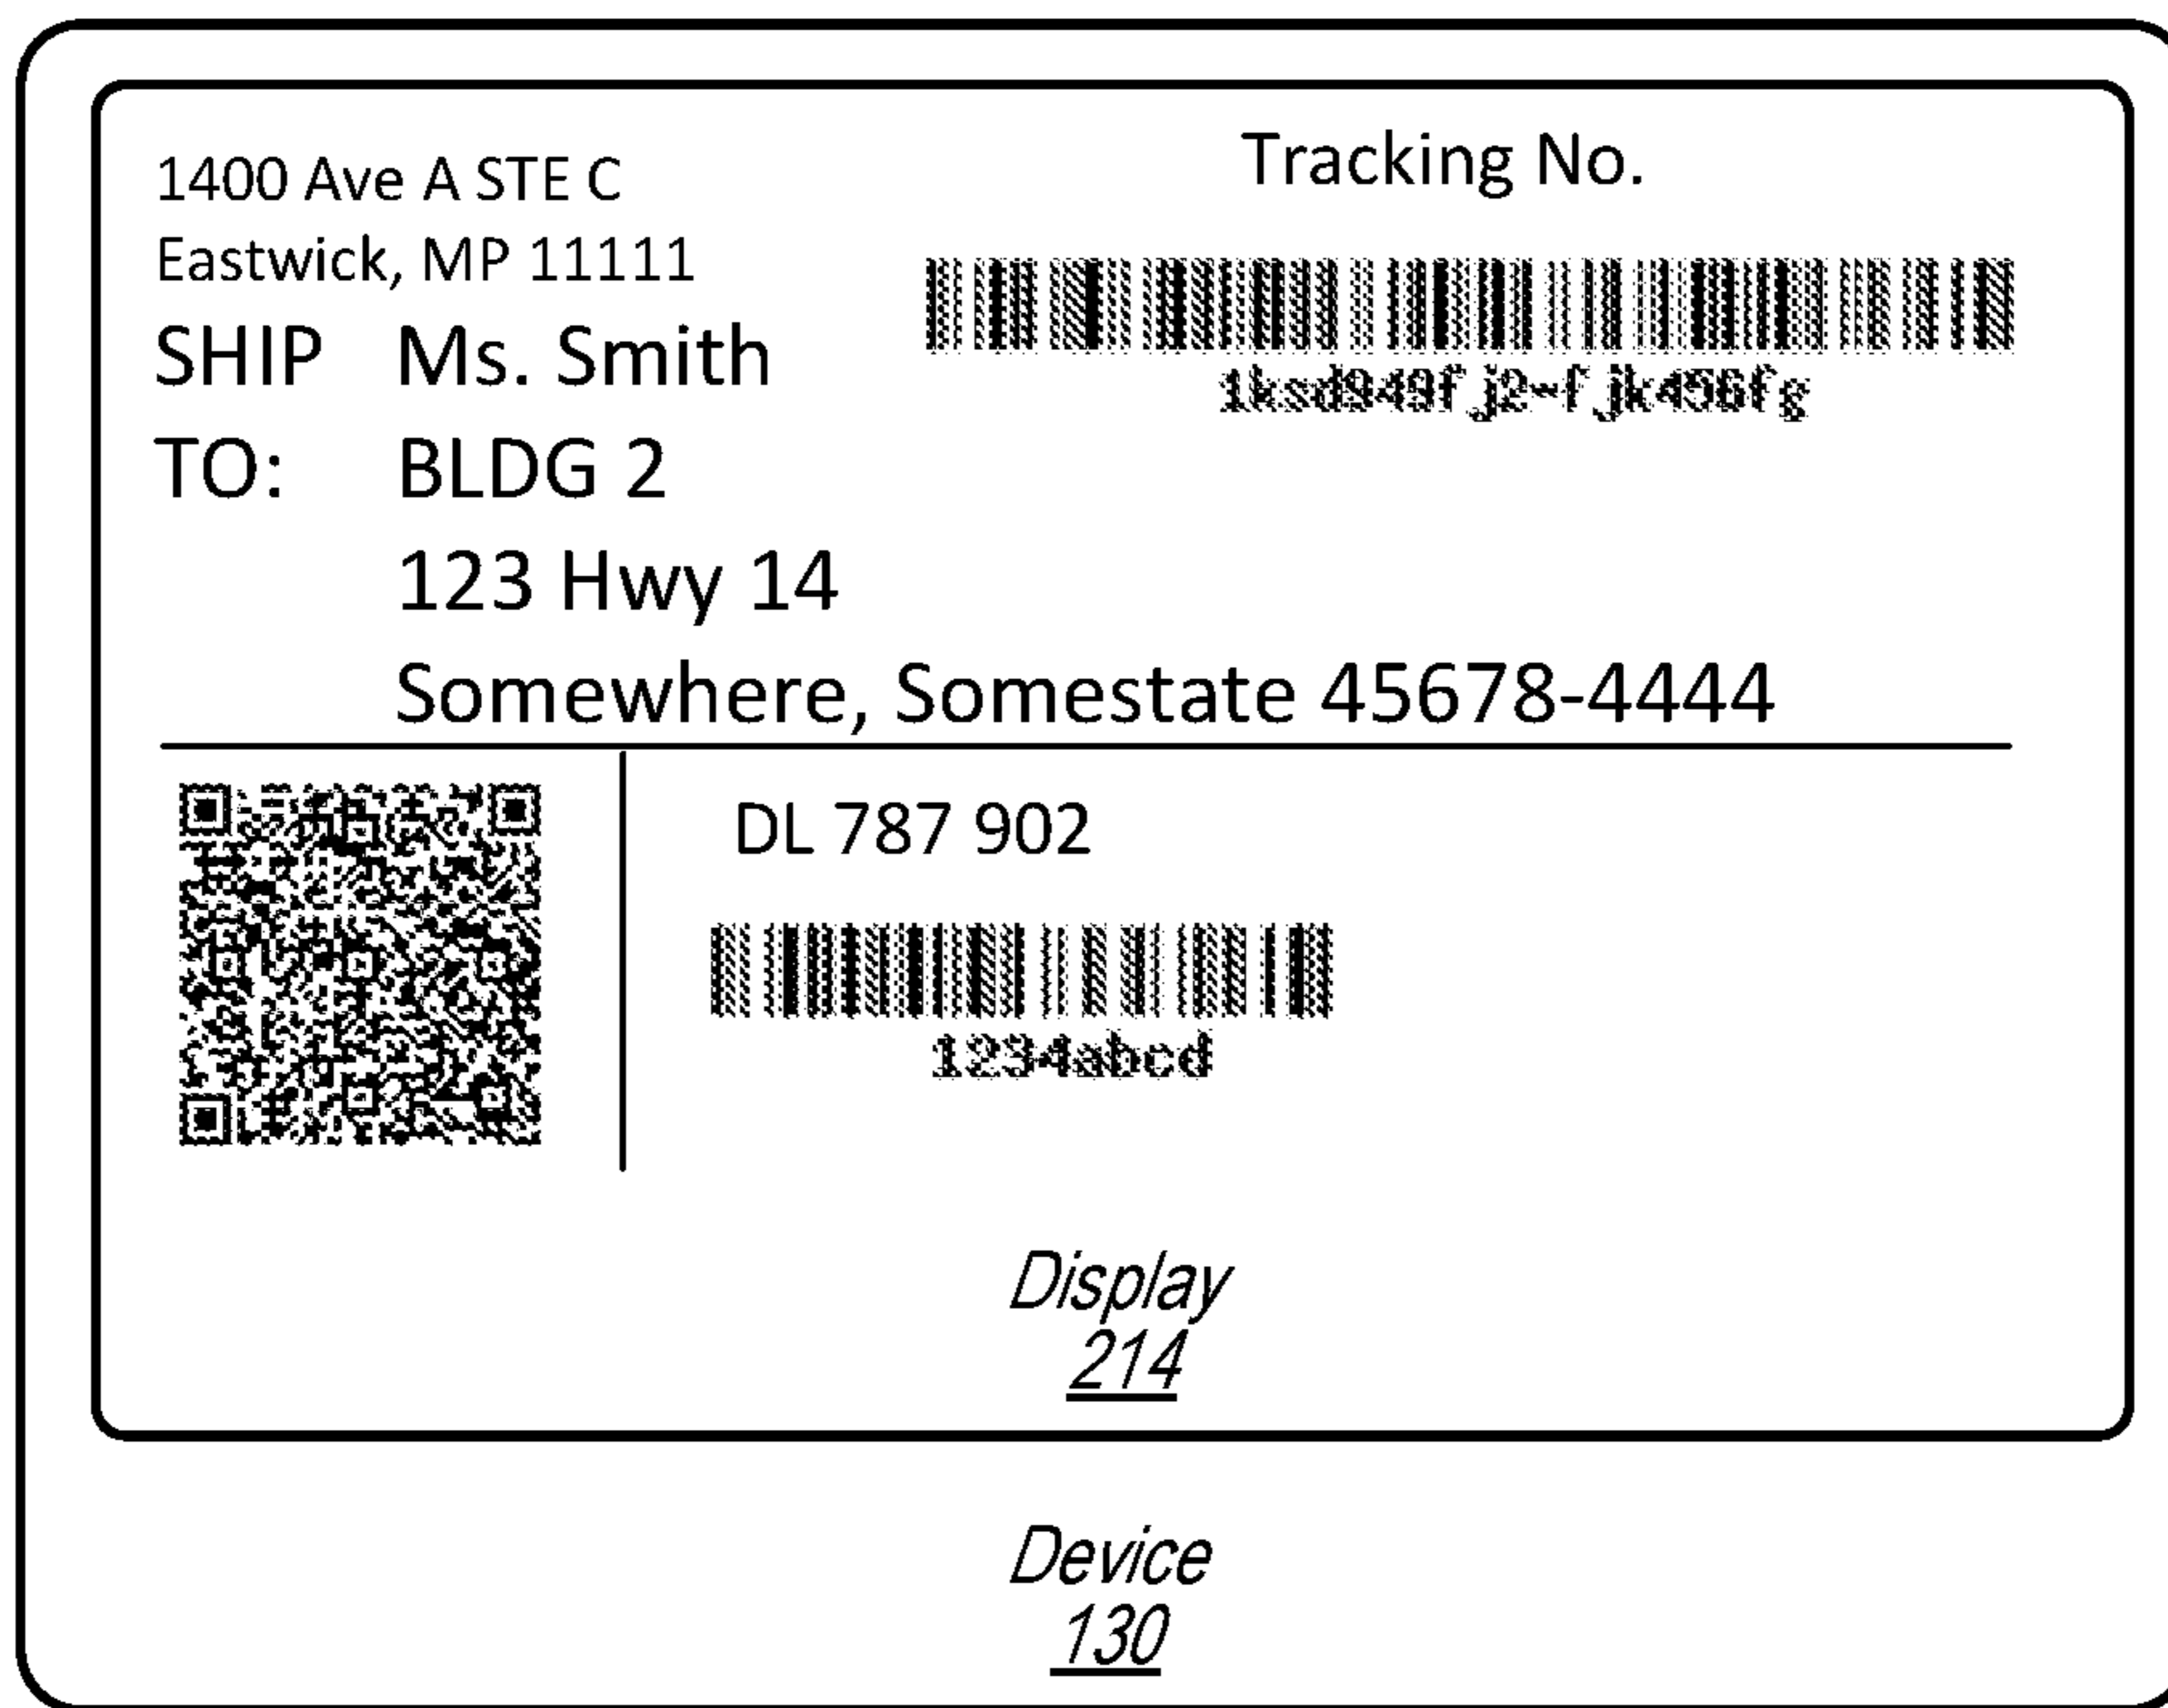 1400 Ave A STE C
Eastwick, MP 11111
Tracking No.
SHIP Ms. Smith
TO: BLDG 2
123 Hwy 14
Somewhere, Somestate 45678-4444
DL 787 902
1234abcd
Display
214
Device
130